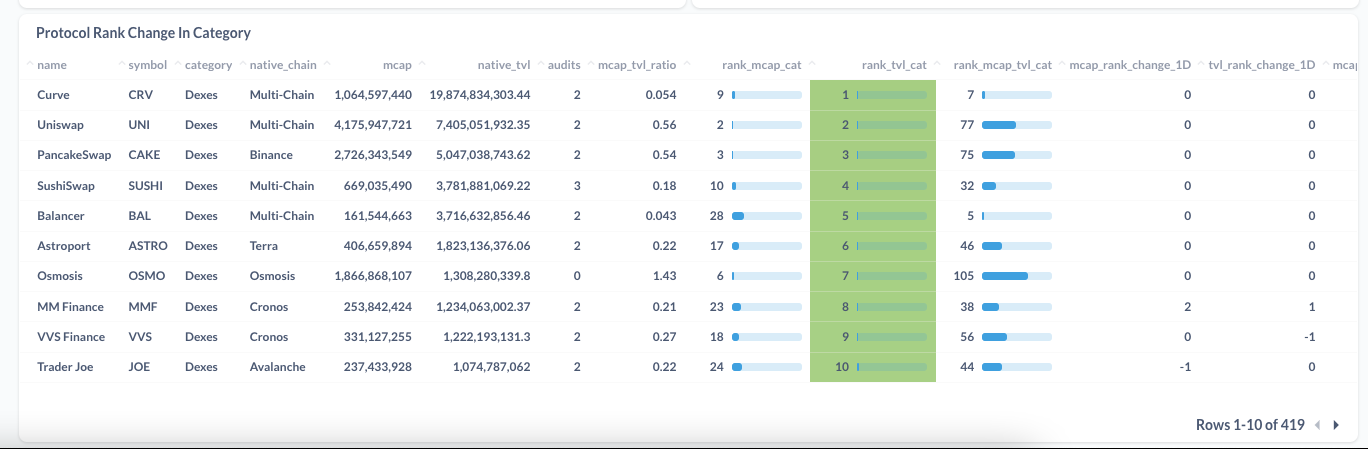 Protocol Rank Change In Category
name symbol category native_chain mcap native_tvl audits mcap_tvl_ratio rank_mcap_cat rank_tvl_cat rank_mcap_tvl_cat mcap_rank_change_1D tvl_rank_change_1D
Curve CRV Dexes Multi-Chain 1,064,597,440 19,874,834,303.44 2 0.054 9 1 7 0 0
Uniswap UNI Dexes Multi-Chain 4,175,947,721 7,405,051,932.35 2 0.56 2 2 77 0 0
PancakeSwap CAKE Dexes Binance 2,726,343,549 5,047,038,743.62 2 0.54 3 3 75 0 0
SushiSwap SUSHI Dexes Multi-Chain 669,035,490 3,781,881,069.22 3 0.18 10 4 32 0 0
Balancer BAL Dexes Multi-Chain 161,544,663 3,716,632,856.46 2 0.043 28 5 5 0 0
Astroport ASTRO Dexes Terra 406,659,894 1,823,136,376.06 2 0.22 17 6 46 0 0
Osmosis OSMO Dexes Osmosis 1,866,868,107 1,308,280,339.8 0 1.43 6 7 105 0 0
MM Finance MMF Dexes Cronos 253,842,424 1,234,063,002.37 2 0.21 23 8 38 2 1
VVS Finance VVS Dexes Cronos 331,127,255 1,222,193,131.3 2 0.27 18 9 56 0 -1
Trader Joe JOE Dexes Avalanche 237,433,928 1,074,787,062 2 0.22 24 10 44 -1 0
Rows 1-10 of 419